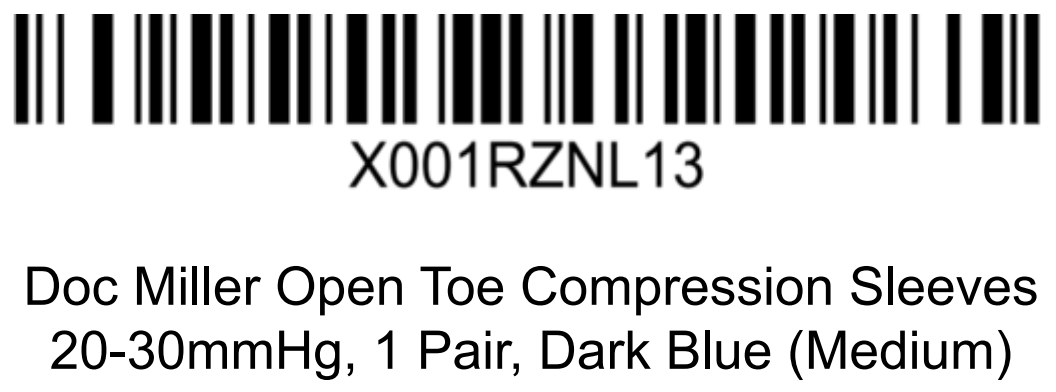 X001RZNL13
Doc Miller Open Toe Compression Sleeves
20-30mmHg, 1 Pair, Dark Blue (Medium)